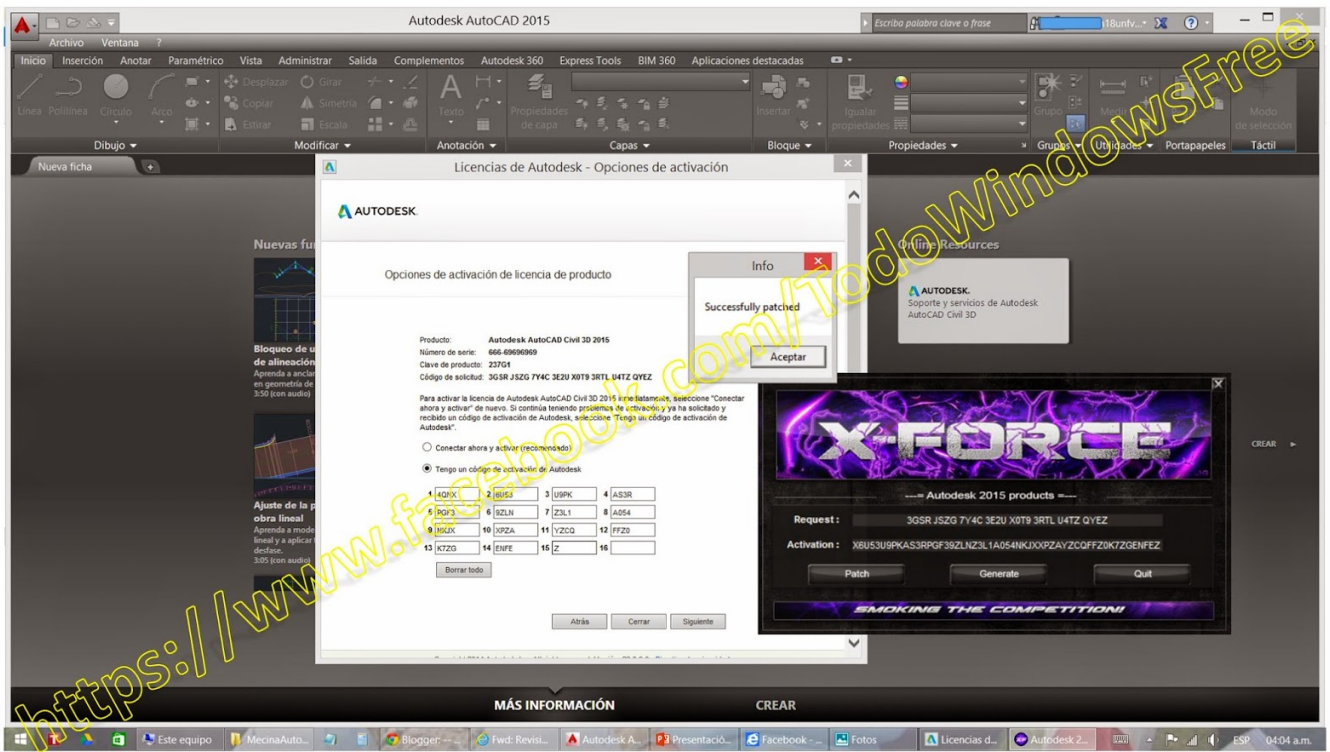 Autodesk AutoCAD 2015
Escriba palabra clave o frase
Archivo Ventana ?
Inicio Inserción Anotar Paramétrico Vista Administrar Salida Complementos Autodesk 360 Express Tools BIM 360 Aplicaciones destacadas
Línea Polilínea Círculo Arco
Desplazar Girar
Copiar Simetría
Estirar Escala
Texto
Propiedades de capa
Insertar
Igualar propiedades
Grupo
Medir
Modo de selección
Dibujo Modificar Anotación Capas Bloque Propiedades Grupos Utilidades Portapapeles Táctil
Nueva ficha
Licencias de Autodesk - Opciones de activación
AUTODESK.
Opciones de activación de licencia de producto
Producto: Autodesk AutoCAD Civil 3D 2015
Número de serie: 666-69696969
Clave de producto: 237G1
Código de solicitud: 3GSR JSZG 7Y4C 3E2U X0T9 3RTL U4TZ QYEZ
Para activar la licencia de Autodesk AutoCAD Civil 3D 2015 inmediatamente, seleccione "Conectar
ahora y activar" de nuevo. Si continúa teniendo problemas de activación y ya ha solicitado y
recibido un código de activación de Autodesk, seleccione "Tengo un código de activación de
Autodesk".
Conectar ahora y activar (recomendado)
Tengo un código de activación de Autodesk
1 4QNX 2 6U53 3 U9PK 4 AS3R
5 PGF3 6 9ZLN 7 Z3L1 8 A054
9 NKJX 10 XPZA 11 YZCQ 12 FFZ0
13 K7ZG 14 ENFE 15 Z 16
Borrar todo
Atrás Cerrar Siguiente
Info
Successfully patched
Aceptar
Nuevas fu
Bloqueo de u
de alineación
Aprenda a anclar
en geometría de
3:50 (con audio)
Ajuste de la p
obra lineal
Aprenda a mode
lineal y a aplicar
desfase.
3:05 (con audio)
Online Resources
AUTODESK.
Soporte y servicios de Autodesk
AutoCAD Civil 3D
CREAR
X-FORCE
---= Autodesk 2015 products =---
Request : 3GSR JSZG 7Y4C 3E2U X0T9 3RTL U4TZ QYEZ
Activation : X6U53U9PKAS3RPGF39ZLNZ3L1A054NKJXXPZAYZCQFFZ0K7ZGENFEZ
Patch Generate Quit
SMOKING THE COMPETITION!
https://www.facebook.com/TodoWindowsFree
MÁS INFORMACIÓN CREAR
Este equipo MecinaAuto... Blogger: --... Fwd: Revisi... Autodesk A... Presentació... Facebook - ... Fotos Licencias d... Autodesk 2... ESP 04:04 a.m.